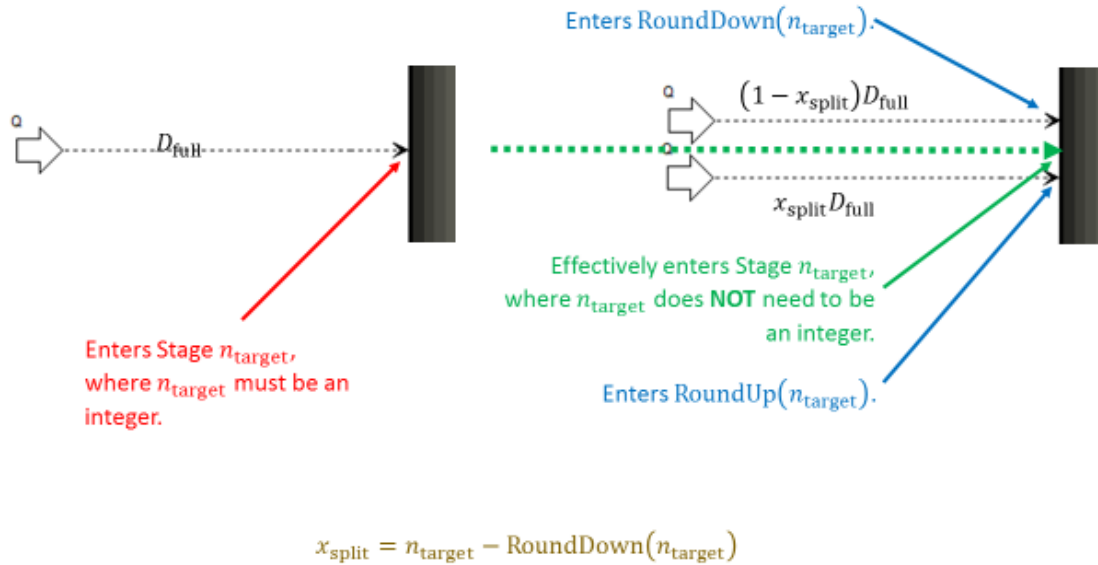 Enters RoundDown(n_target).
Q
D_full
Q
(1 − x_split)D_full
Q
x_split D_full
Effectively enters Stage n_target,
where n_target does NOT need to be
an integer.
Enters Stage n_target,
where n_target must be an
integer.
Enters RoundUp(n_target).
x_split = n_target − RoundDown(n_target)